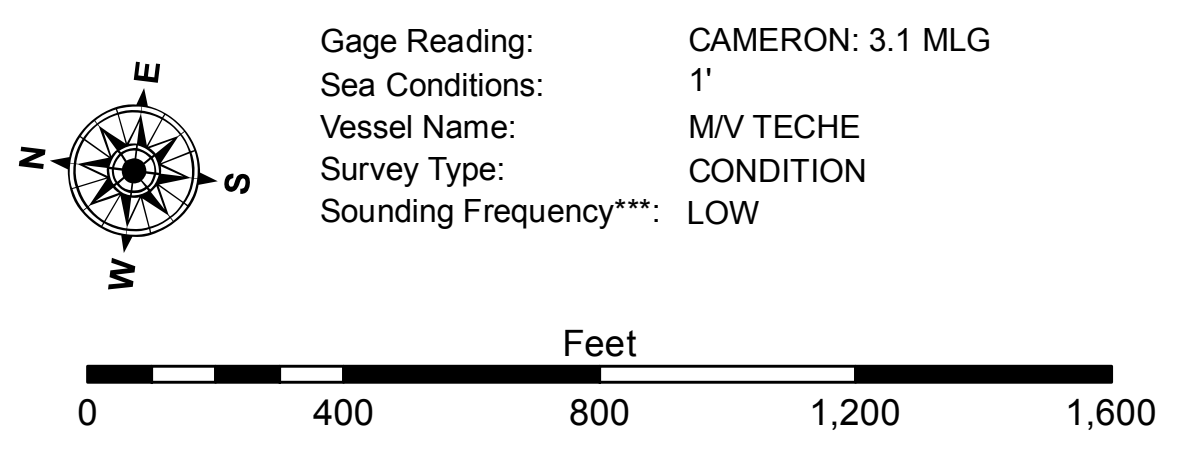 E
N
S
W
Gage Reading: CAMERON: 3.1 MLG
Sea Conditions: 1'
Vessel Name: M/V TECHE
Survey Type: CONDITION
Sounding Frequency***: LOW
Feet
0 400 800 1,200 1,600